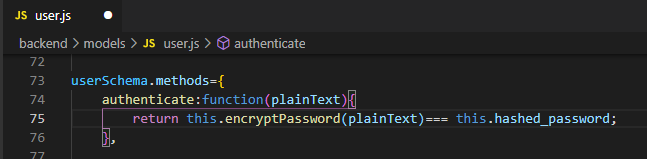 JS user.js
backend > models > JS user.js > authenticate
72
73 userSchema.methods={
74 authenticate:function(plainText){
75 return this.encryptPassword(plainText)=== this.hashed_password;
76 },